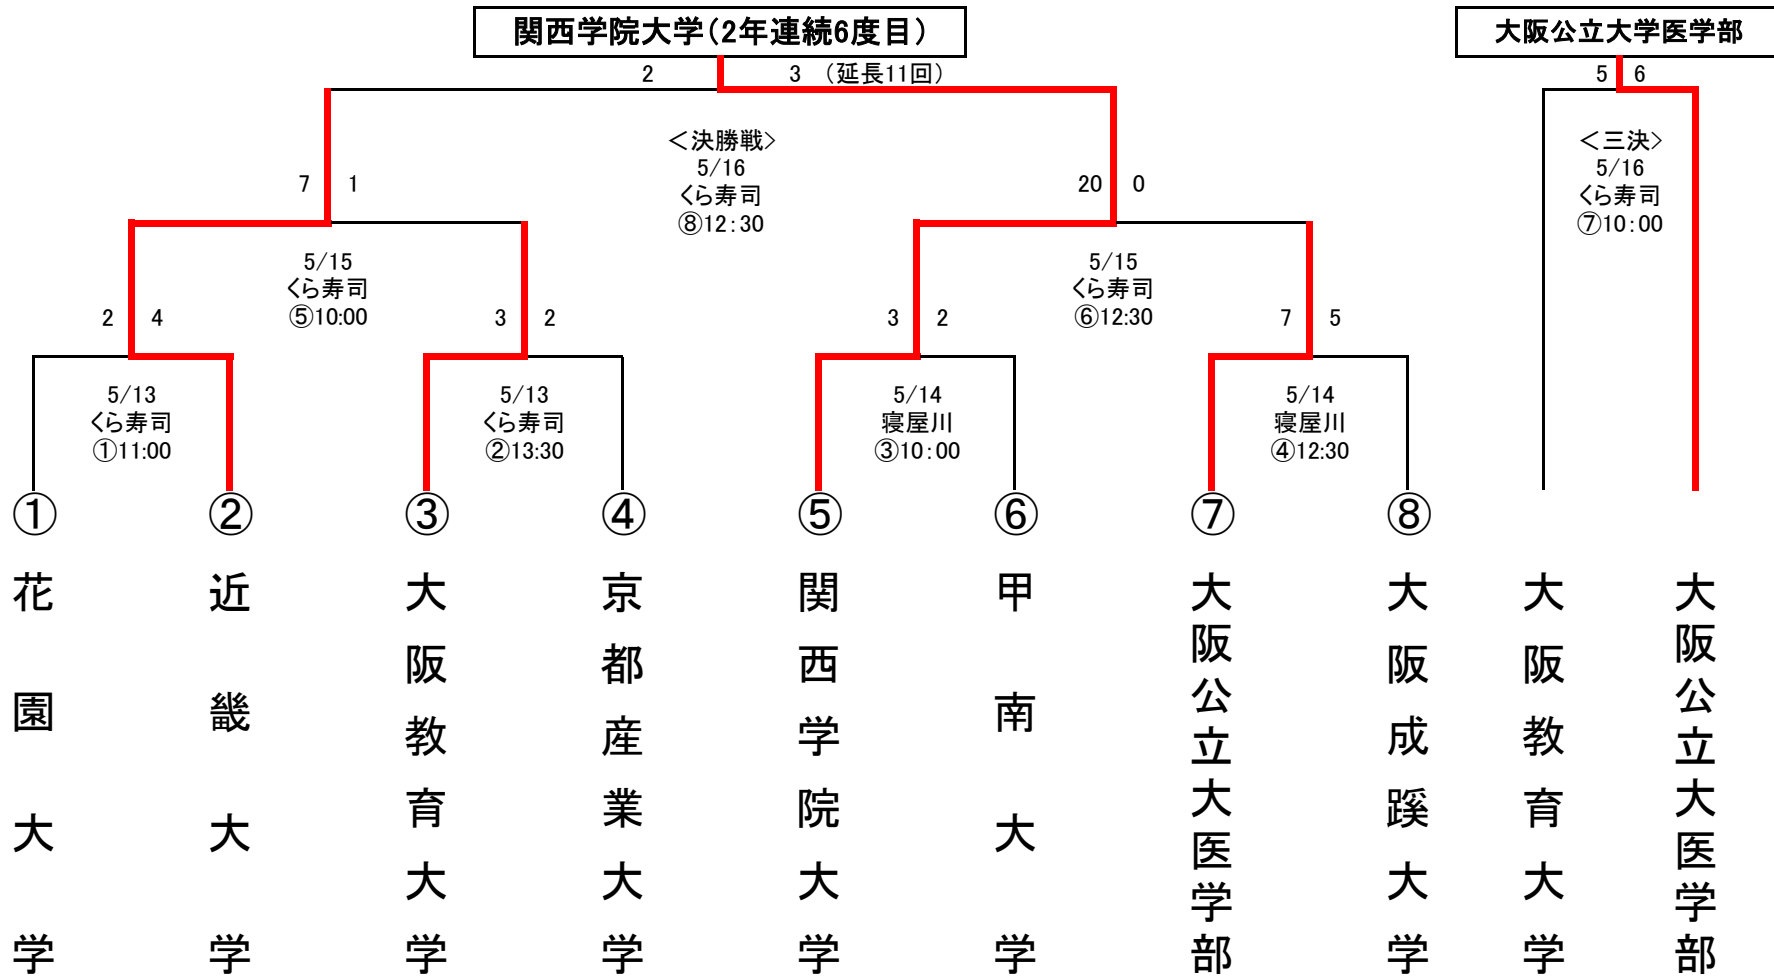 関西学院大学(2年連続6度目)
大阪公立大学医学部
2 3 (延長11回)
5 6
<決勝戦>
5/16
くら寿司
⑧12:30
<三決>
5/16
くら寿司
⑦10:00
7 1
20 0
5/15
くら寿司
⑤10:00
5/15
くら寿司
⑥12:30
2 4
3 2
3 2
7 5
5/13
くら寿司
①11:00
5/13
くら寿司
②13:30
5/14
寝屋川
③10:00
5/14
寝屋川
④12:30
① ② ③ ④ ⑤ ⑥ ⑦ ⑧
花園大学
近畿大学
大阪教育大学
京都産業大学
関西学院大学
甲南大学
大阪公立大医学部
大阪成蹊大学
大阪教育大学
大阪公立大医学部